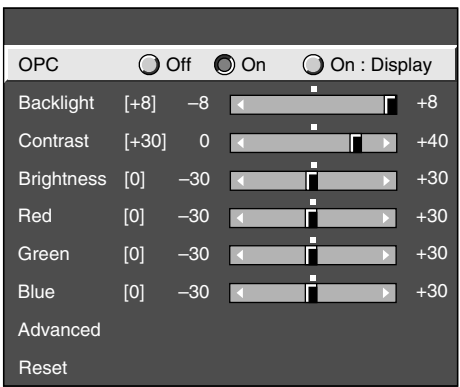 OPC Off On On : Display
Backlight [+8] –8 +8
Contrast [+30] 0 +40
Brightness [0] –30 +30
Red [0] –30 +30
Green [0] –30 +30
Blue [0] –30 +30
Advanced
Reset